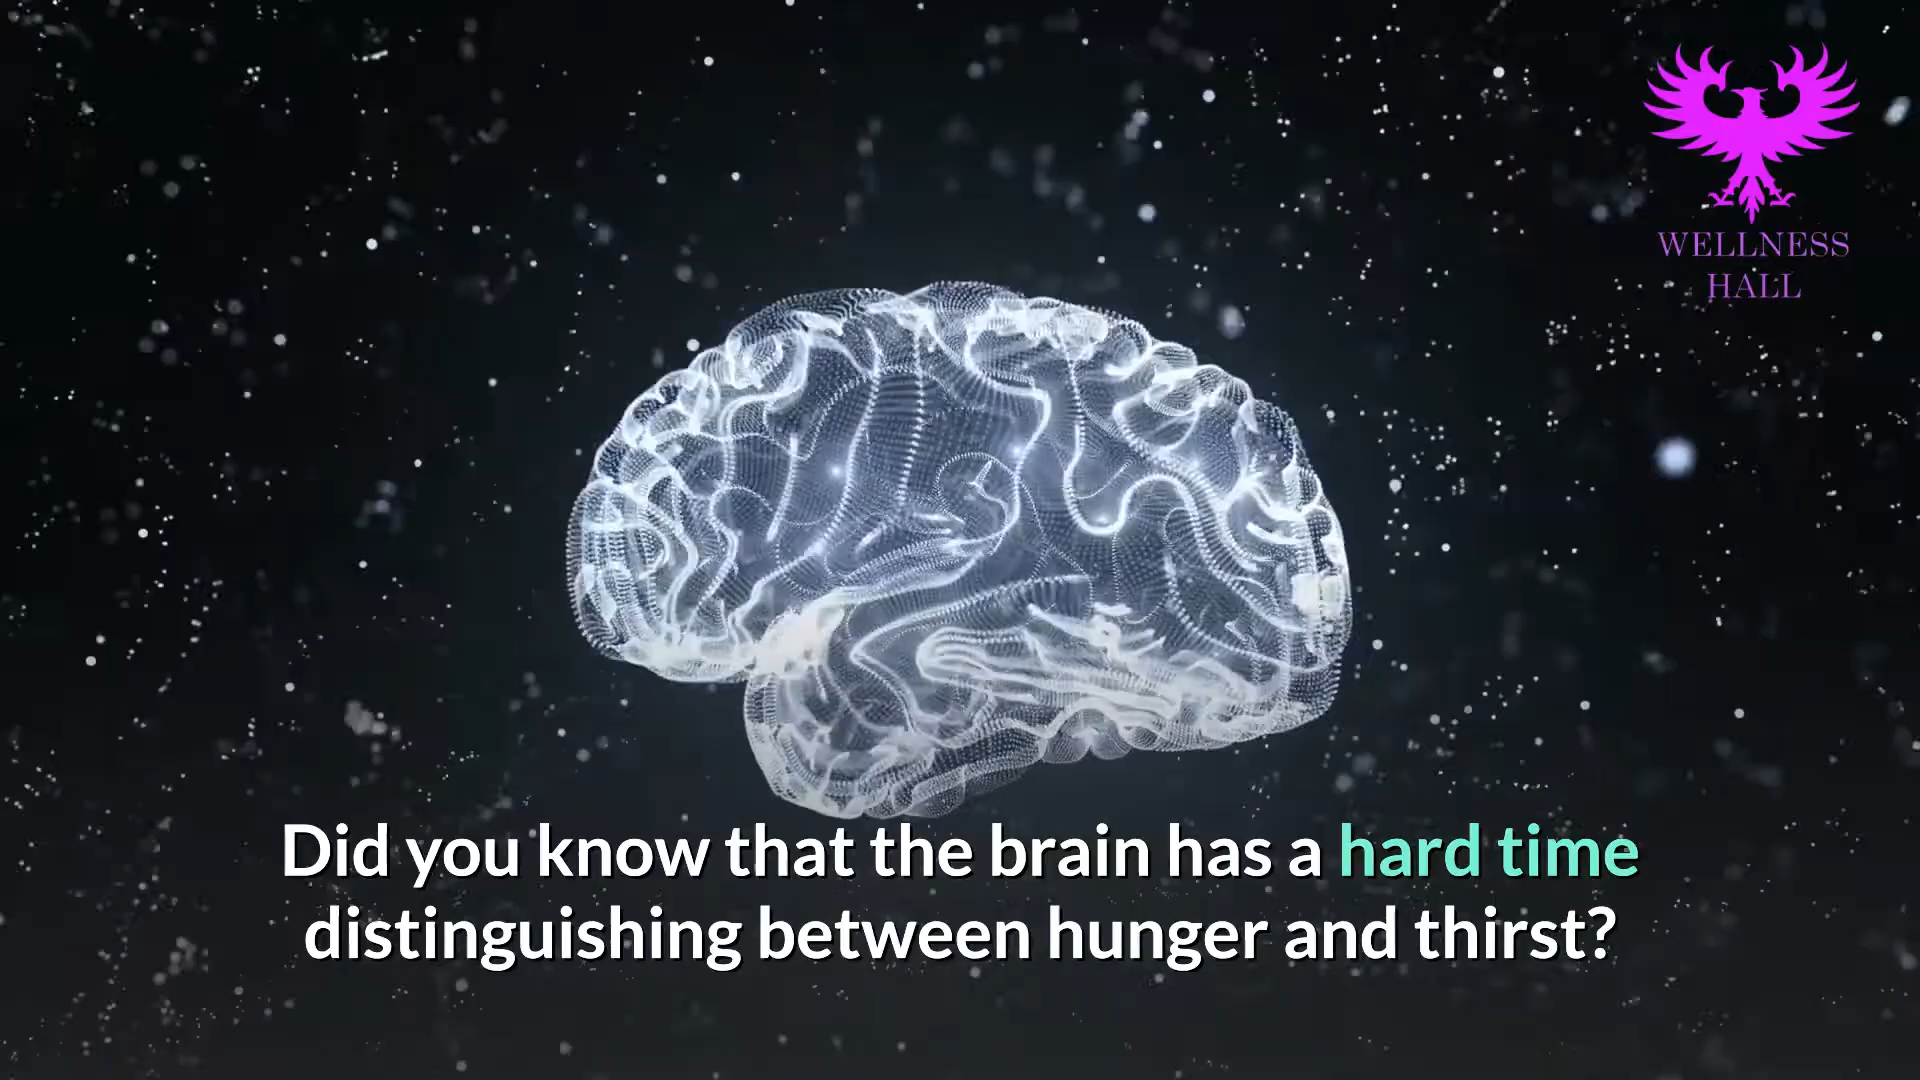 WELLNESS
HALL
Did you know that the brain has a hard time
distinguishing between hunger and thirst?